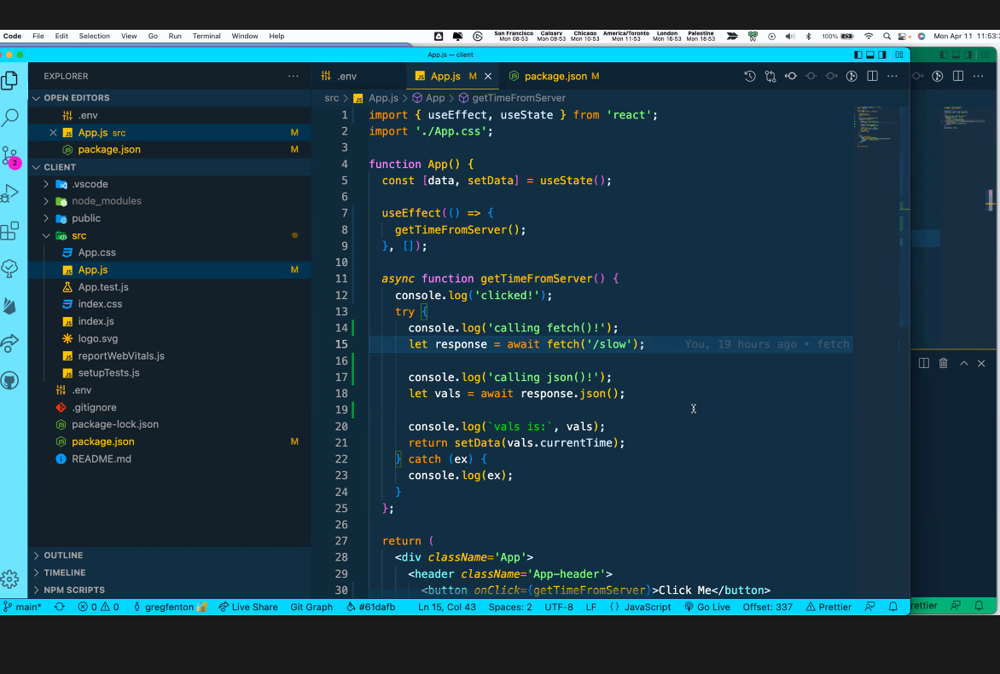 Code File Edit Selection View Go Run Terminal Window Help
San Francisco Mon 08:53 Calgary Mon 09:53 Chicago Mon 10:53 America/Toronto Mon 11:53 London Mon 16:53 Palestine Mon 18:53
100% Mon Apr 11 11:53:
App.js — client
EXPLORER
OPEN EDITORS
.env
App.js src M
package.json M
CLIENT
.vscode
node_modules
public
src
App.css
App.js M
App.test.js
index.css
index.js
logo.svg
reportWebVitals.js
setupTests.js
.env
.gitignore
package-lock.json
package.json M
README.md
OUTLINE
TIMELINE
NPM SCRIPTS
2
.env App.js M package.json M
src > App.js > App > getTimeFromServer
1 import { useEffect, useState } from 'react';
2 import './App.css';
3
4 function App() {
5 const [data, setData] = useState();
6
7 useEffect(() => {
8 getTimeFromServer();
9 }, []);
10
11 async function getTimeFromServer() {
12 console.log('clicked!');
13 try {
14 console.log('calling fetch()!');
15 let response = await fetch('/slow'); You, 19 hours ago • fetch
16
17 console.log('calling json()!');
18 let vals = await response.json();
19
20 console.log(`vals is:`, vals);
21 return setData(vals.currentTime);
22 } catch (ex) {
23 console.log(ex);
24 }
25 };
26
27 return (
28 <div className='App'>
29 <header className='App-header'>
30 <button onClick={getTimeFromServer}>Click Me</button>
main* 0 0 gregfenton Live Share Git Graph #61dafb Ln 15, Col 43 Spaces: 2 UTF-8 LF {} JavaScript Go Live Offset: 337 Prettier
rettier